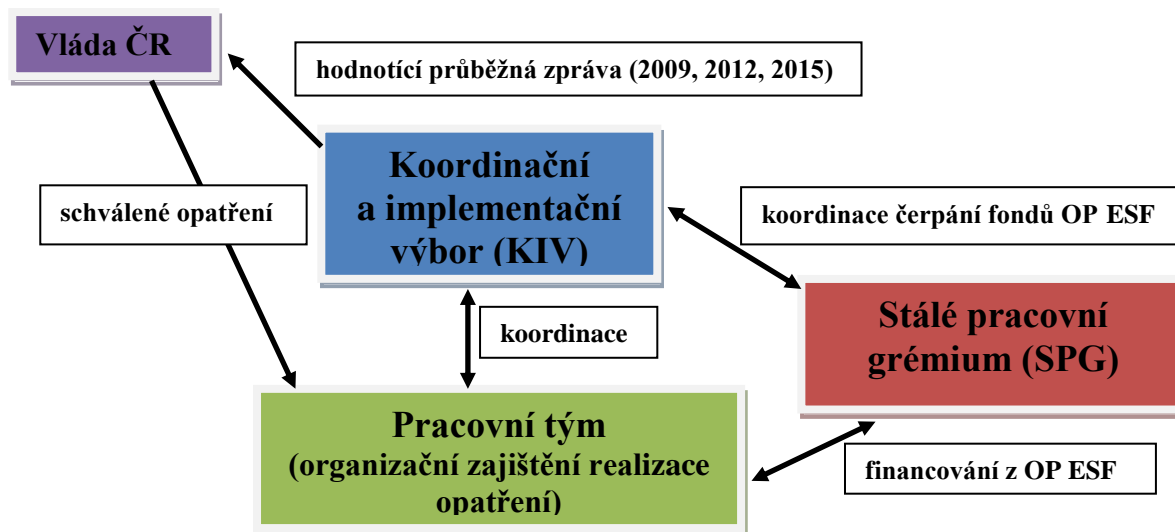 Vláda ČR
hodnotící průběžná zpráva (2009, 2012, 2015)
Koordinační
a implementační
výbor (KIV)
schválené opatření
koordinace čerpání fondů OP ESF
koordinace
Stálé pracovní
grémium (SPG)
Pracovní tým
(organizační zajištění realizace
opatření)
financování z OP ESF